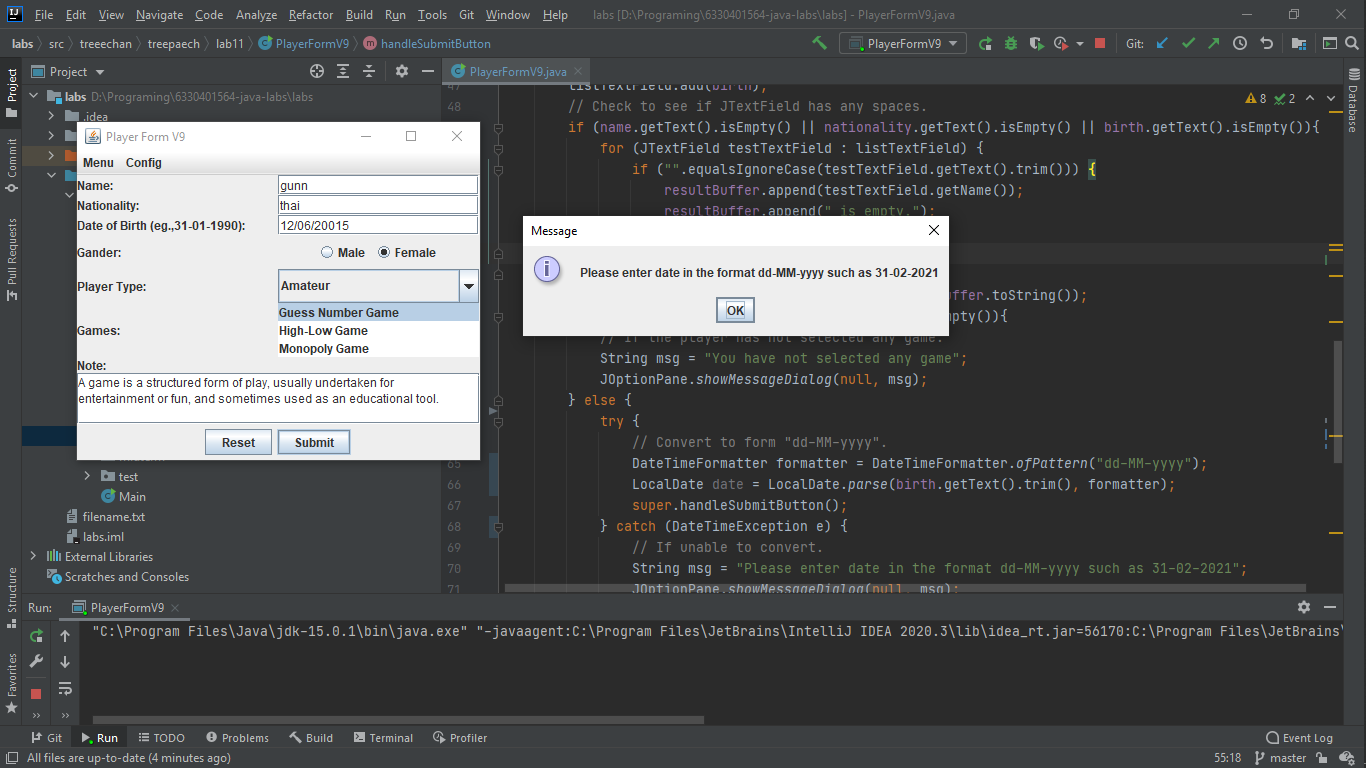 File Edit View Navigate Code Analyze Refactor Build Run Tools Git Window Help labs [D:\Programing\6330401564-java-labs\labs] - PlayerFormV9.java
labs src treeechan treepaech lab11 PlayerFormV9 handleSubmitButton PlayerFormV9 Git:
Project
PlayerFormV9.java
labs D:\Programing\6330401564-java-labs\labs
.idea
Player Form V9
Menu Config
Name: gunn
Nationality: thai
Date of Birth (eg.,31-01-1990): 12/06/20015
Gander: Male Female
Player Type: Amateur
Games:
Guess Number Game
High-Low Game
Monopoly Game
Note:
A game is a structured form of play, usually undertaken for
entertainment or fun, and sometimes used as an educational tool.
Reset Submit
test
Main
filename.txt
labs.iml
External Libraries
Scratches and Consoles
47 listTextField.add(birth);
48 // Check to see if JTextField has any spaces.
if (name.getText().isEmpty() || nationality.getText().isEmpty() || birth.getText().isEmpty()){
for (JTextField testTextField : listTextField) {
if ("".equalsIgnoreCase(testTextField.getText().trim())) {
resultBuffer.append(testTextField.getName());
resultBuffer.append(" is empty.");
8 2
Message
Please enter date in the format dd-MM-yyyy such as 31-02-2021
OK
ffer.toString());
mpty()){
// If the player has not selected any game.
String msg = "You have not selected any game";
JOptionPane.showMessageDialog(null, msg);
} else {
try {
// Convert to form "dd-MM-yyyy".
65 DateTimeFormatter formatter = DateTimeFormatter.ofPattern("dd-MM-yyyy");
66 LocalDate date = LocalDate.parse(birth.getText().trim(), formatter);
67 super.handleSubmitButton();
68 } catch (DateTimeException e) {
69 // If unable to convert.
70 String msg = "Please enter date in the format dd-MM-yyyy such as 31-02-2021";
71 JOptionPane.showMessageDialog(null, msg);
Project
Commit
Pull Requests
Structure
Favorites
Database
Run: PlayerFormV9
"C:\Program Files\Java\jdk-15.0.1\bin\java.exe" "-javaagent:C:\Program Files\JetBrains\IntelliJ IDEA 2020.3\lib\idea_rt.jar=56170:C:\Program Files\JetBrains\
Git Run TODO Problems Build Terminal Profiler Event Log
All files are up-to-date (4 minutes ago) 55:18 master